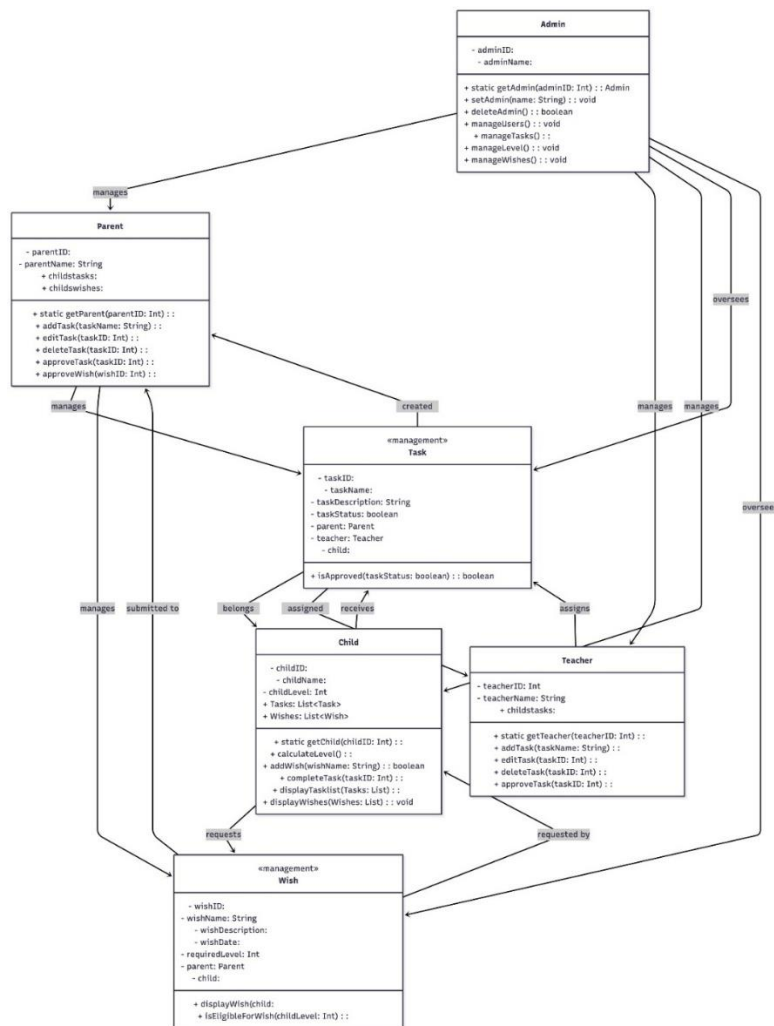 Admin
- adminID:
- adminName:
+ static getAdmin(adminID: Int) : : Admin
+ setAdmin(name: String) : : void
+ deleteAdmin() : : boolean
+ manageUsers() : : void
+ manageTasks() : :
+ manageLevel() : : void
+ manageWishes() : : void
manages
Parent
- parentID:
- parentName: String
+ childstasks:
+ childswishes:
+ static getParent(parentID: Int) : :
+ addTask(taskName: String) : :
+ editTask(taskID: Int) : :
+ deleteTask(taskID: Int) : :
+ approveTask(taskID: Int) : :
+ approveWish(wishID: Int) : :
oversees
manages
created
manages
manages
«management»
Task
- taskID:
- taskName:
- taskDescription: String
- taskStatus: boolean
- parent: Parent
- teacher: Teacher
- child:
+ isApproved(taskStatus: boolean) : : boolean
oversee
manages
submitted to
belongs
assigned
receives
assigns
Child
- childID:
- childName:
- childLevel: Int
+ Tasks: List<Task>
+ Wishes: List<Wish>
+ static getChild(childID: Int) : :
+ calculateLevel() : :
+ addWish(wishName: String) : : boolean
+ completeTask(taskID: Int) : :
+ displayTasklist(Tasks: List) : :
+ displayWishes(Wishes: List) : : void
Teacher
- teacherID: Int
- teacherName: String
+ childstasks:
+ static getTeacher(teacherID: Int) : :
+ addTask(taskName: String) : :
+ editTask(taskID: Int) : :
+ deleteTask(taskID: Int) : :
+ approveTask(taskID: Int) : :
requests
requested by
«management»
Wish
- wishID:
- wishName: String
- wishDescription:
- wishDate:
- requiredLevel: Int
- parent: Parent
- child:
+ displayWish(child:
+ isEligibleForWish(childLevel: Int) : :